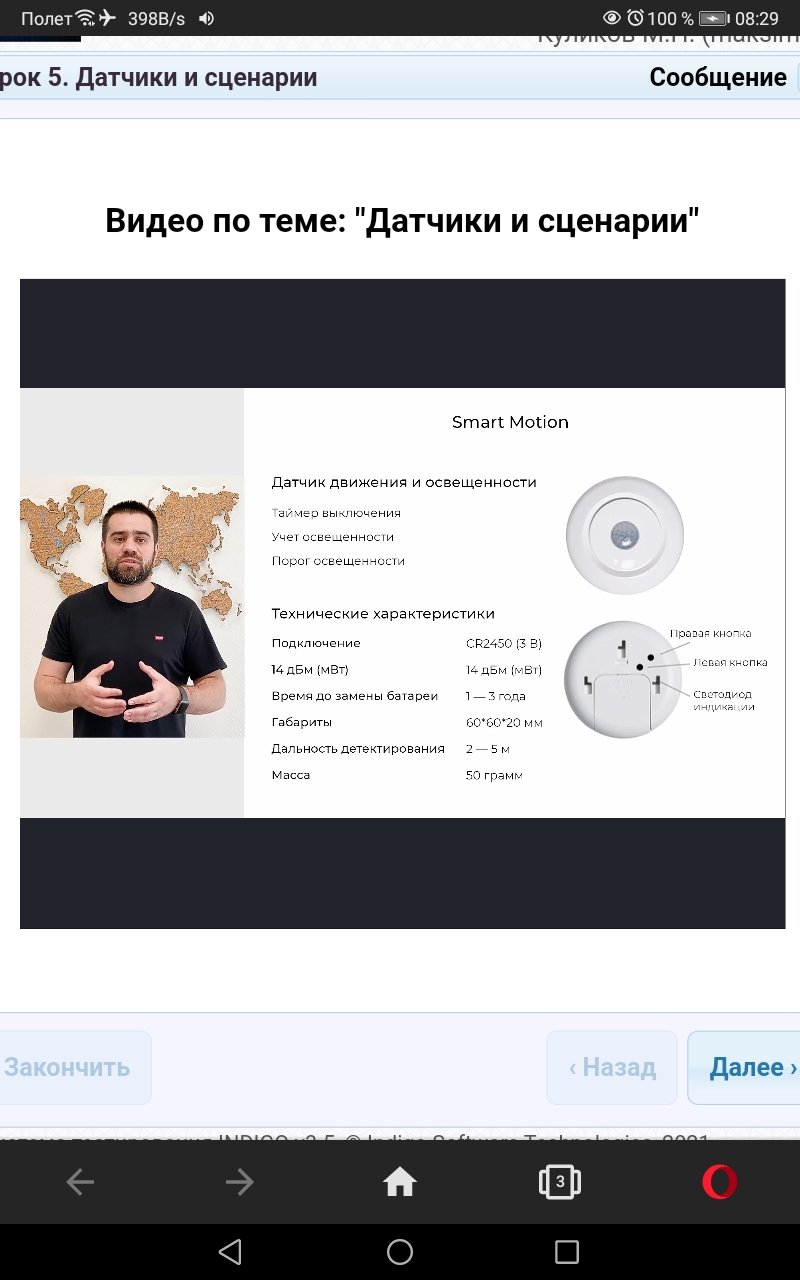 Полет 398B/s 100 % 08:29
Куликов М.П. (maksim
рок 5. Датчики и сценарии Сообщение
Видео по теме: "Датчики и сценарии"
Smart Motion
Датчик движения и освещенности
Таймер выключения
Учет освещенности
Порог освещенности
Технические характеристики
Подключение CR2450 (3 В)
14 дБм (мВт) 14 дБм (мВт)
Время до замены батареи 1 — 3 года
Габариты 60*60*20 мм
Дальность детектирования 2 — 5 м
Масса 50 грамм
Правая кнопка
Левая кнопка
Светодиод
индикации
Закончить ‹ Назад Далее ›
тестирования INDIGO v2.5 © Indigo Software Technologies, 2021
3